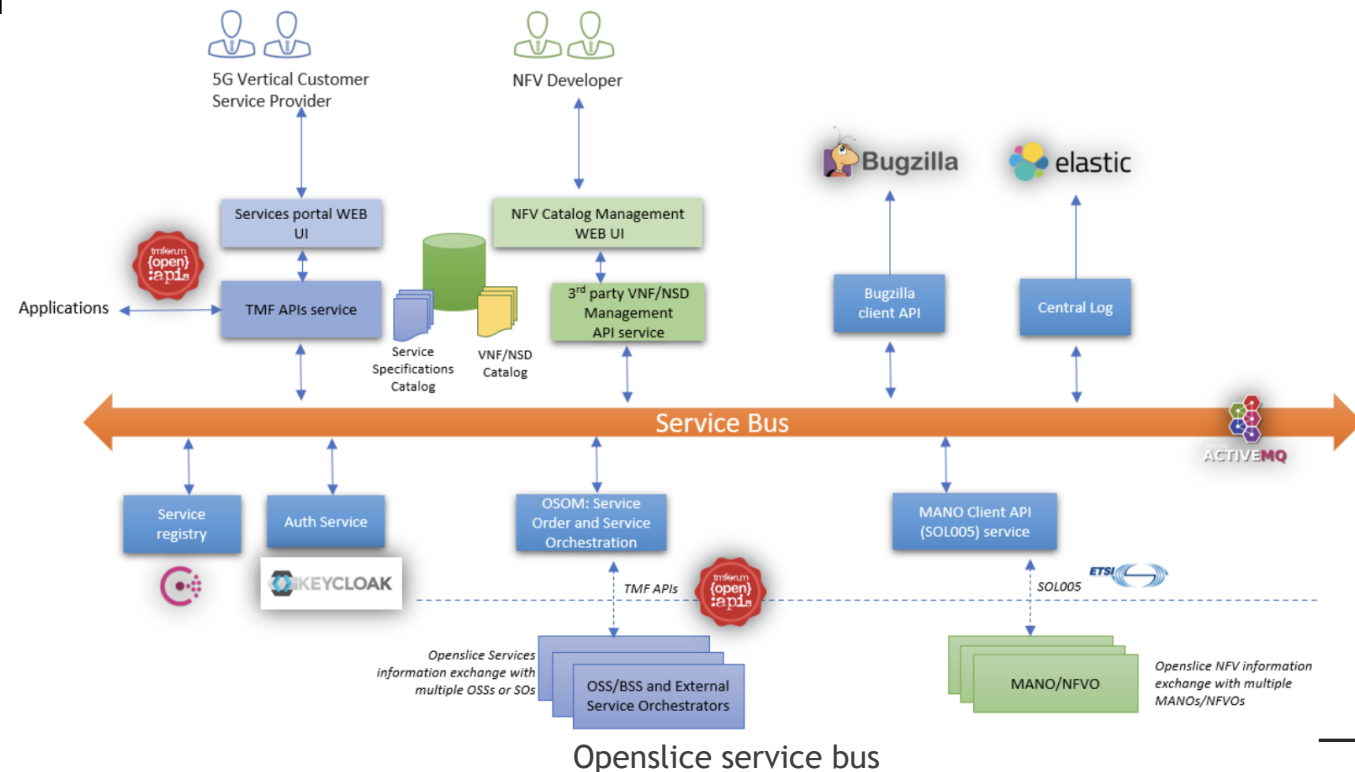 5G Vertical Customer
Service Provider
NFV Developer
Bugzilla
elastic
Services portal WEB
UI
NFV Catalog Management
WEB UI
tmforum
{open}
:apis
Applications
TMF APIs service
3rd party VNF/NSD
Management
API service
Bugzilla
client API
Central Log
Service
Specifications
Catalog
VNF/NSD
Catalog
Service Bus
ACTIVEMQ
Service
registry
Auth Service
OSOM: Service
Order and Service
Orchestration
MANO Client API
(SOL005) service
KEYCLOAK
TMF APIs
tmforum
{open}
:apis
SOL005
ETSI
Openslice Services
information exchange with
multiple OSSs or SOs
OSS/BSS and External
Service Orchestrators
MANO/NFVO
Openslice NFV information
exchange with multiple
MANOs/NFVOs
Openslice service bus